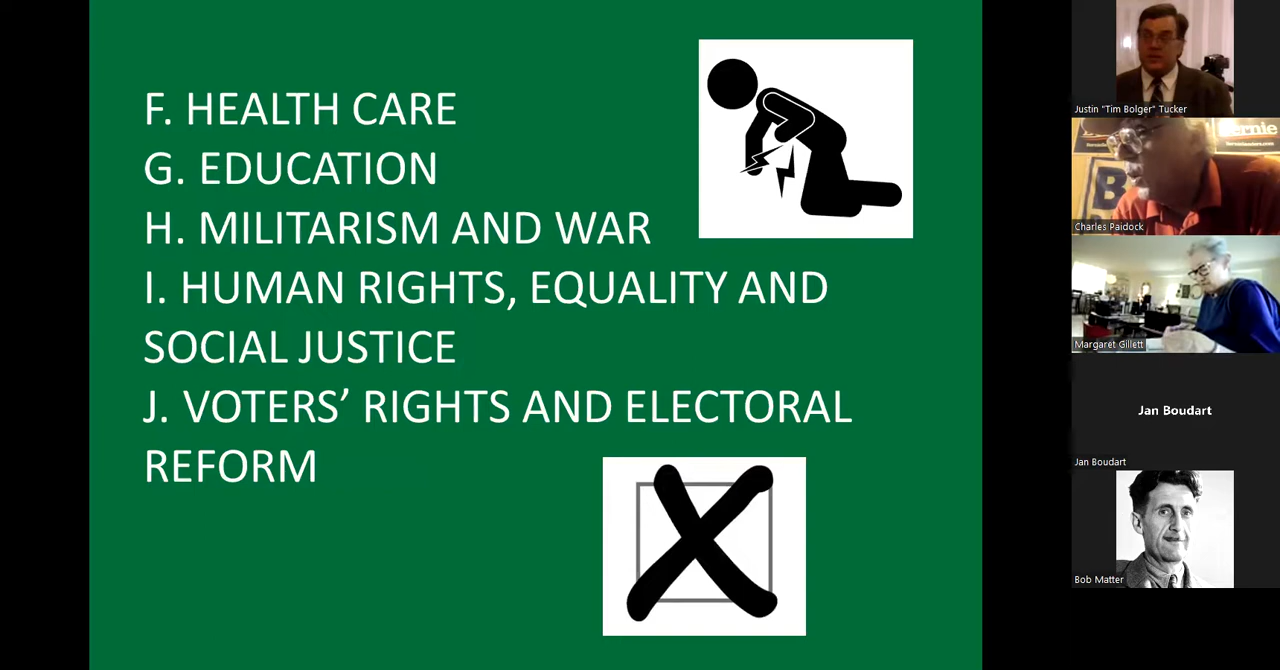 F. HEALTH CARE
G. EDUCATION
H. MILITARISM AND WAR
I. HUMAN RIGHTS, EQUALITY AND
SOCIAL JUSTICE
J. VOTERS’ RIGHTS AND ELECTORAL
REFORM
Justin "Tim Bolger" Tucker
B
Charles Paidock
Margaret Gillett
Jan Boudart
Jan Boudart
Bob Matter